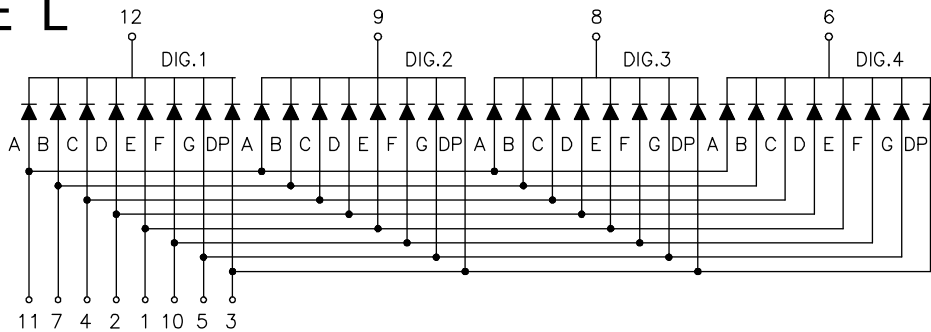 E L
12 9 8 6
DIG.1 DIG.2 DIG.3 DIG.4
A B C D E F G DP A B C D E F G DP A B C D E F G DP A B C D E F G DP
11 7 4 2 1 10 5 3